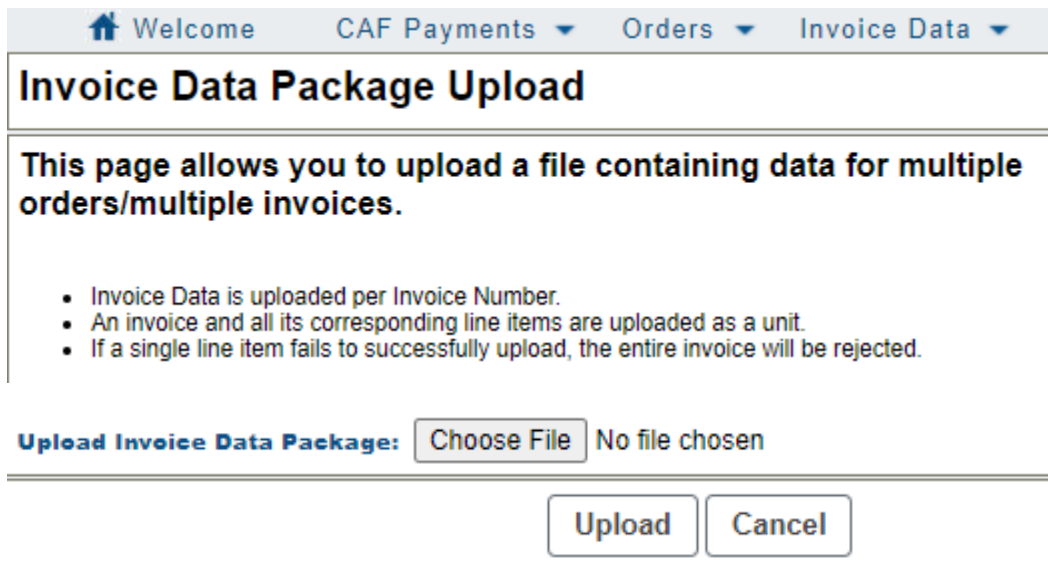 Welcome CAF Payments Orders Invoice Data
Invoice Data Package Upload
This page allows you to upload a file containing data for multiple
orders/multiple invoices.
• Invoice Data is uploaded per Invoice Number.
• An invoice and all its corresponding line items are uploaded as a unit.
• If a single line item fails to successfully upload, the entire invoice will be rejected.
Upload Invoice Data Package: Choose File No file chosen
Upload Cancel